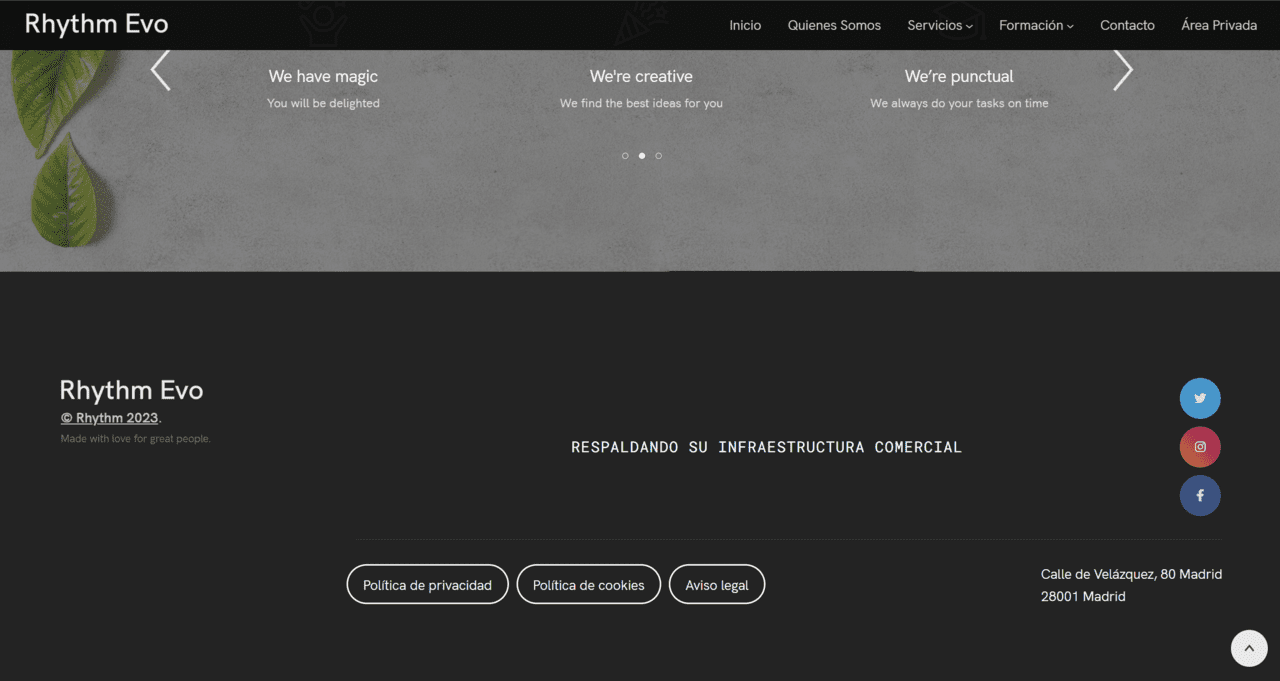 Rhythm Evo
Inicio
Quienes Somos
Servicios
Formación
Contacto
Área Privada
We have magic
You will be delighted
We're creative
We find the best ideas for you
We’re punctual
We always do your tasks on time
Rhythm Evo
© Rhythm 2023.
Made with love for great people.
RESPALDANDO SU INFRAESTRUCTURA COMERCIAL
Política de privacidad
Política de cookies
Aviso legal
Calle de Velázquez, 80 Madrid
28001 Madrid